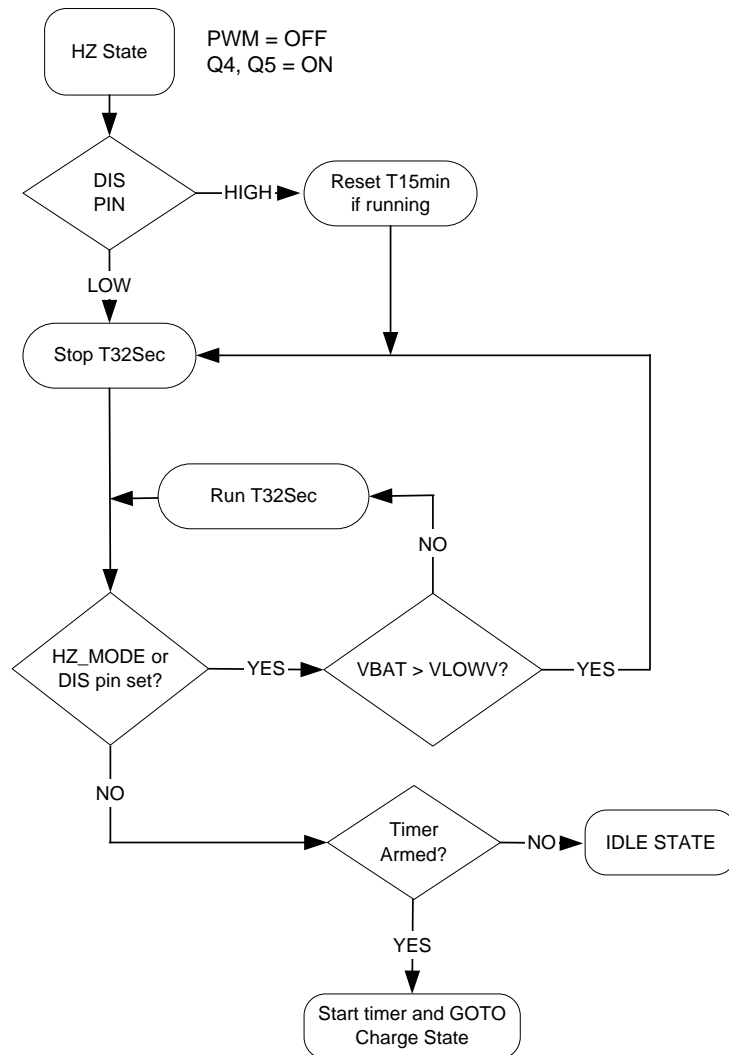 HZ State
PWM = OFF
Q4, Q5 = ON
DIS
PIN
HIGH
Reset T15min
if running
LOW
Stop T32Sec
Run T32Sec
NO
HZ_MODE or
DIS pin set?
YES
VBAT > VLOWV?
YES
NO
Timer
Armed?
NO
IDLE STATE
YES
Start timer and GOTO
Charge State